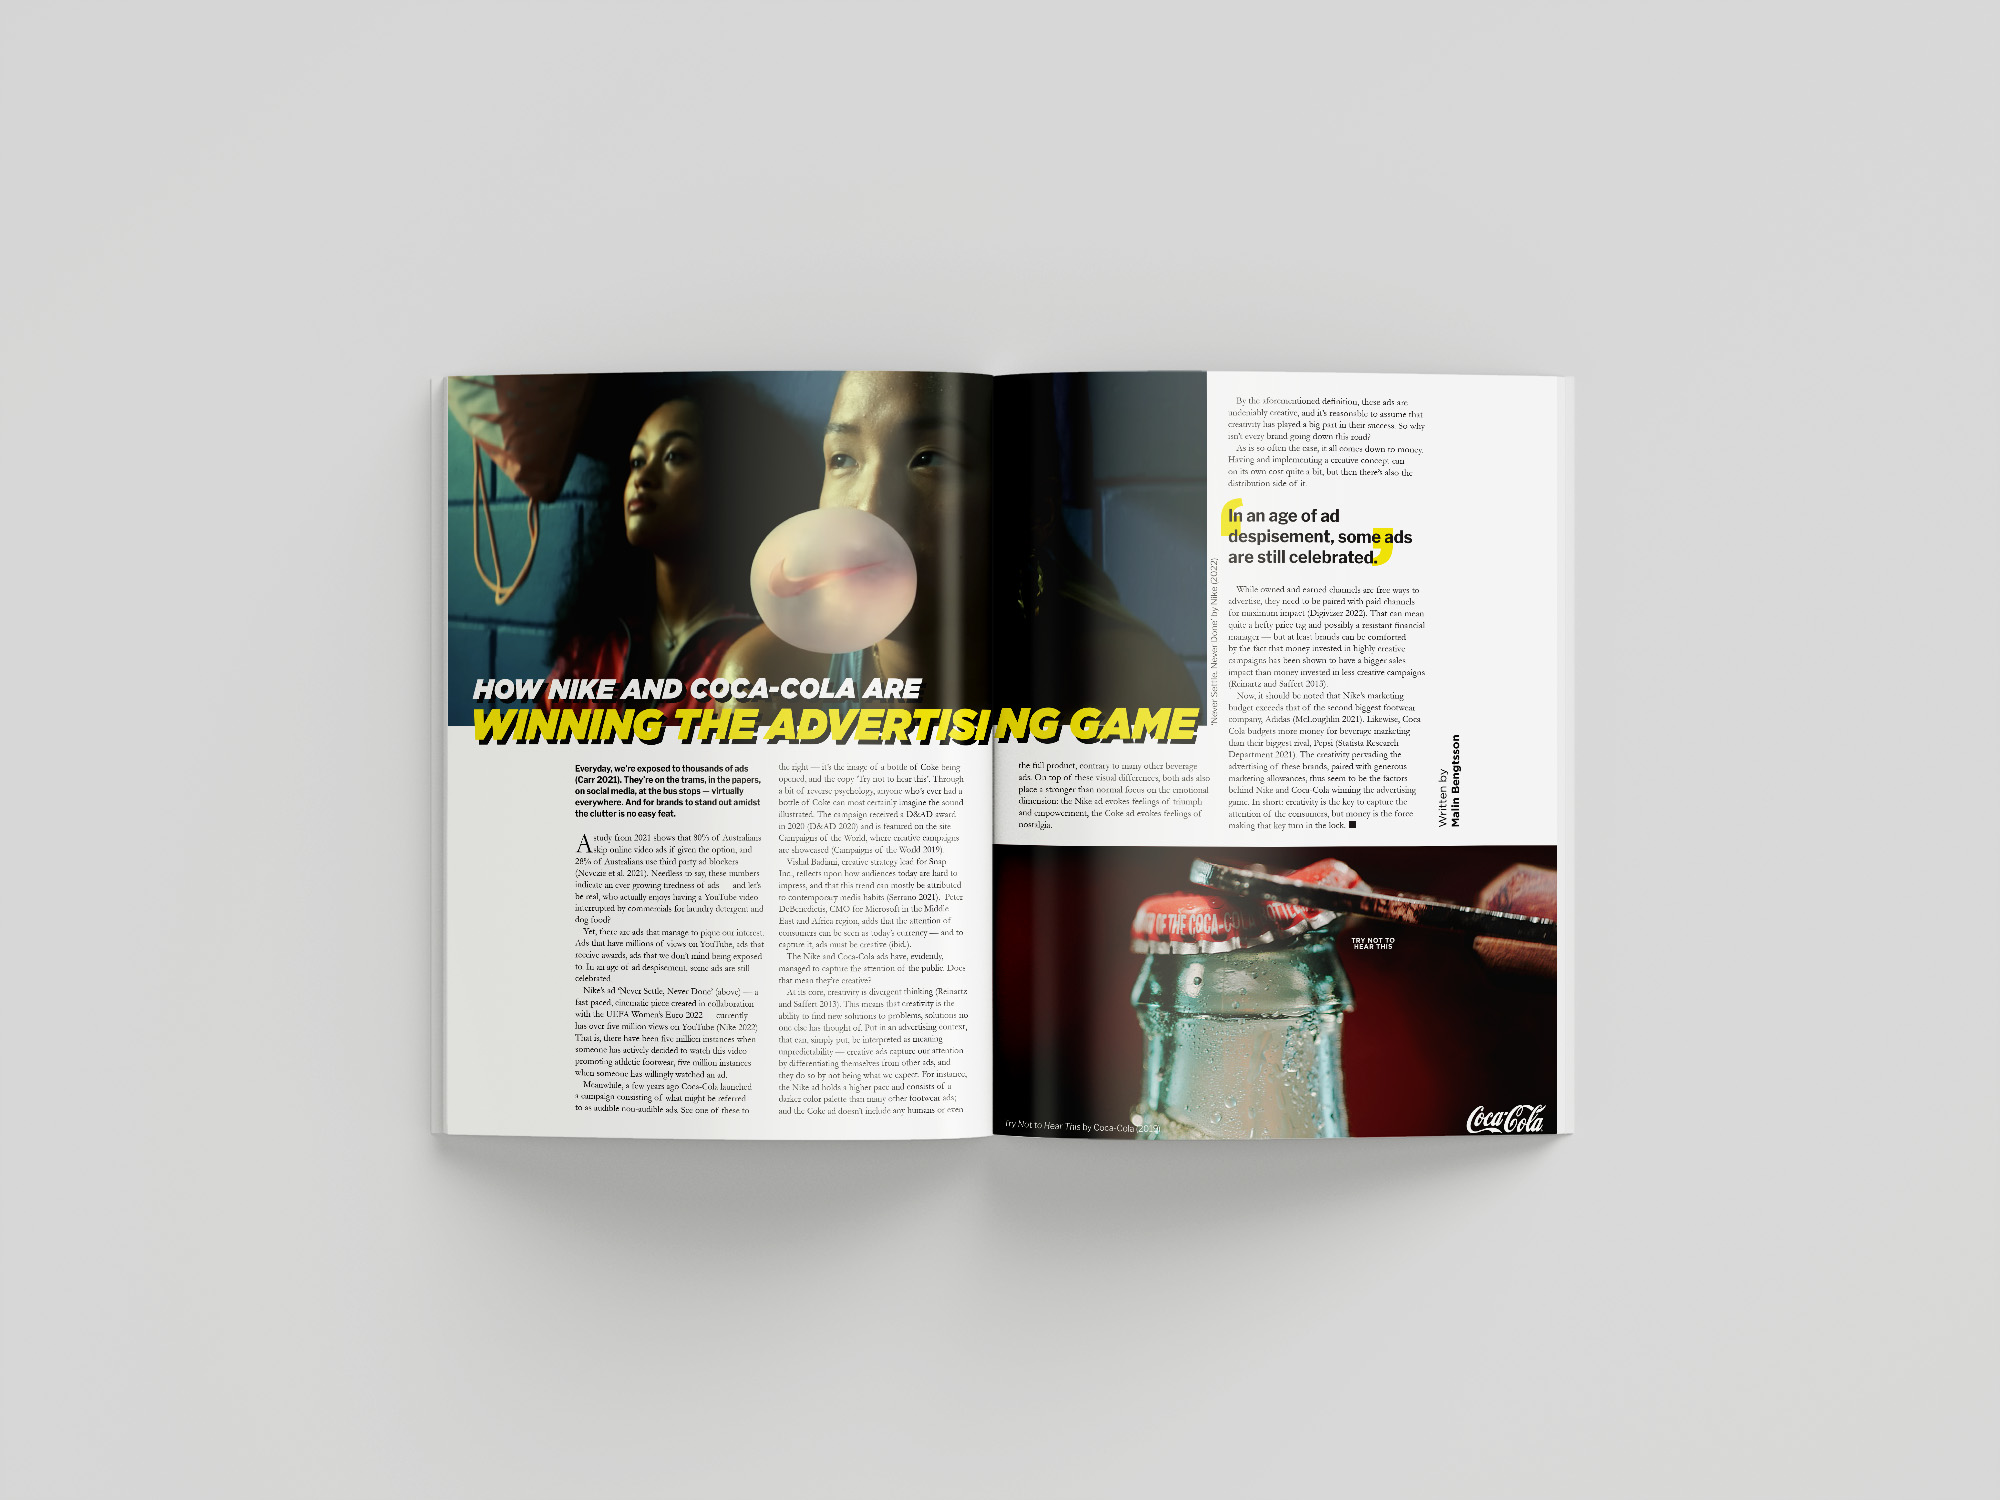 HOW NIKE AND COCA-COLA ARE
WINNING THE ADVERTISING GAME
Everyday, we're exposed to thousands of ads
(Carr 2021). They're on the trams, in the papers,
on social media, at the bus stops — virtually
everywhere. And for brands to stand out amidst
the clutter is no easy feat.
A study from 2021 shows that 80% of Australians
skip online video ads if given the option, and
28% of Australians use third party ad blockers
(Nevezie et al. 2021). Needless to say, these numbers
indicate an ever growing tiredness of ads — and let's
be real, who actually enjoys having a YouTube video
interrupted by commercials for laundry detergent and
dog food?
Yet, there are ads that manage to pique our interest.
Ads that have millions of views on YouTube, ads that
receive awards, ads that we don't mind being exposed
to. In an age of ad despisement, some ads are still
celebrated.
Nike's ad 'Never Settle, Never Done' (above) — a
fast paced, cinematic piece created in collaboration
with the UEFA Women's Euro 2022 — currently
has over five million views on YouTube (Nike 2022)
That is, there have been five million instances when
someone has actively decided to watch this video
promoting athletic footwear, five million instances
when someone has willingly watched an ad.
Meanwhile, a few years ago Coca-Cola launched
a campaign consisting of what might be referred
to as audible non-audible ads. See one of these to
the right — it's the image of a bottle of Coke being
opened, and the copy 'Try not to hear this'. Through
a bit of reverse psychology, anyone who's ever had a
bottle of Coke can most certainly imagine the sound
illustrated. The campaign received a D&AD award
in 2020 (D&AD 2020) and is featured on the site
Campaigns of the World, where creative campaigns
are showcased (Campaigns of the World 2019).
Vishal Badiani, creative strategy lead for Snap
Inc., reflects upon how audiences today are hard to
impress, and that this trend can mostly be attributed
to contemporary media habits (Serrano 2021). Peter
DeBenedictis, CMO for Microsoft in the Middle
East and Africa region, adds that the attention of
consumers can be seen as today's currency — and to
capture it, ads must be creative (ibid.).
The Nike and Coca-Cola ads have, evidently,
managed to capture the attention of the public. Does
that mean they're creative?
At its core, creativity is divergent thinking (Reinartz
and Saffert 2013). This means that creativity is the
ability to find new solutions to problems, solutions no
one else has thought of. Put in an advertising context,
that can, simply put, be interpreted as meaning
unpredictability — creative ads capture our attention
by differentiating themselves from other ads, and
they do so by not being what we expect. For instance,
the Nike ad holds a higher pace and consists of a
darker color palette than many other footwear ads;
and the Coke ad doesn't include any humans or even
the full product, contrary to many other beverage
ads. On top of these visual differences, both ads also
place a stronger than normal focus on the emotional
dimension: the Nike ad evokes feelings of triumph
and empowerment, the Coke ad evokes feelings of
nostalgia.
'Never Settle, Never Done' by Nike (2022)
By the aforementioned definition, these ads are
undeniably creative, and it's reasonable to assume that
creativity has played a big part in their success. So why
isn't every brand going down this road?
As is so often the case, it all comes down to money.
Having and implementing a creative concept can
on its own cost quite a bit, but then there's also the
distribution side of it.
In an age of ad
despisement, some ads
are still celebrated.
While owned and earned channels are free ways to
advertise, they need to be paired with paid channels
for maximum impact (Digivizer 2022). That can mean
quite a hefty price tag and possibly a resistant financial
manager — but at least brands can be comforted
by the fact that money invested in highly creative
campaigns has been shown to have a bigger sales
impact than money invested in less creative campaigns
(Reinartz and Saffert 2013).
Now, it should be noted that Nike's marketing
budget exceeds that of the second biggest footwear
company, Adidas (McLoughlin 2021). Likewise, Coca
Cola budgets more money for beverage marketing
than their biggest rival, Pepsi (Statista Research
Department 2021). The creativity pervading the
advertising of these brands, paired with generous
marketing allowances, thus seem to be the factors
behind Nike and Coca-Cola winning the advertising
game. In short: creativity is the key to capture the
attention of the consumers, but money is the force
making that key turn in the lock.
Written by
Malin Bengtsson
OF THE COCA-COLA
TRY NOT TO
HEAR THIS
Try Not to Hear This by Coca-Cola (2019)
Coca-Cola